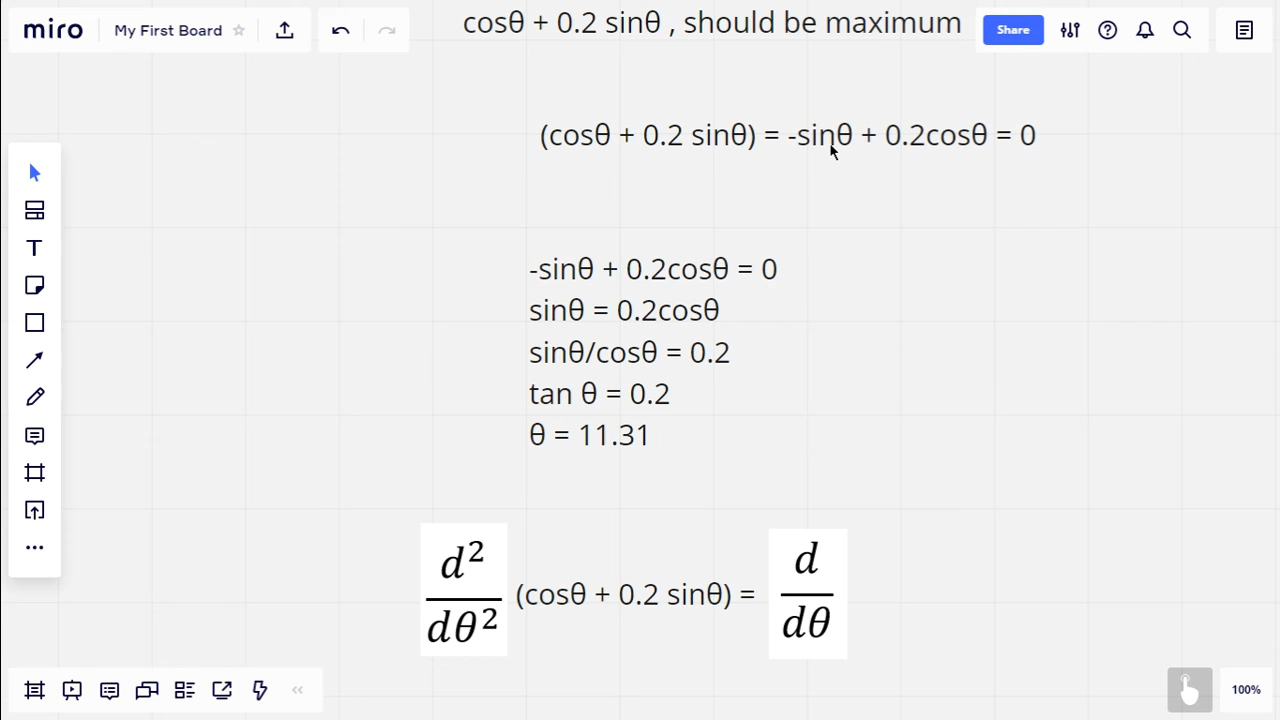 cosθ + 0.2 sinθ , should be maximum
miro
My First Board
Share
(cosθ + 0.2 sinθ) = -sinθ + 0.2cosθ = 0
T
-sinθ + 0.2cosθ = 0
sinθ = 0.2cosθ
sinθ/cosθ = 0.2
tan θ = 0.2
θ = 11.31
d²
dθ²
(cosθ + 0.2 sinθ) =
d
dθ
100%